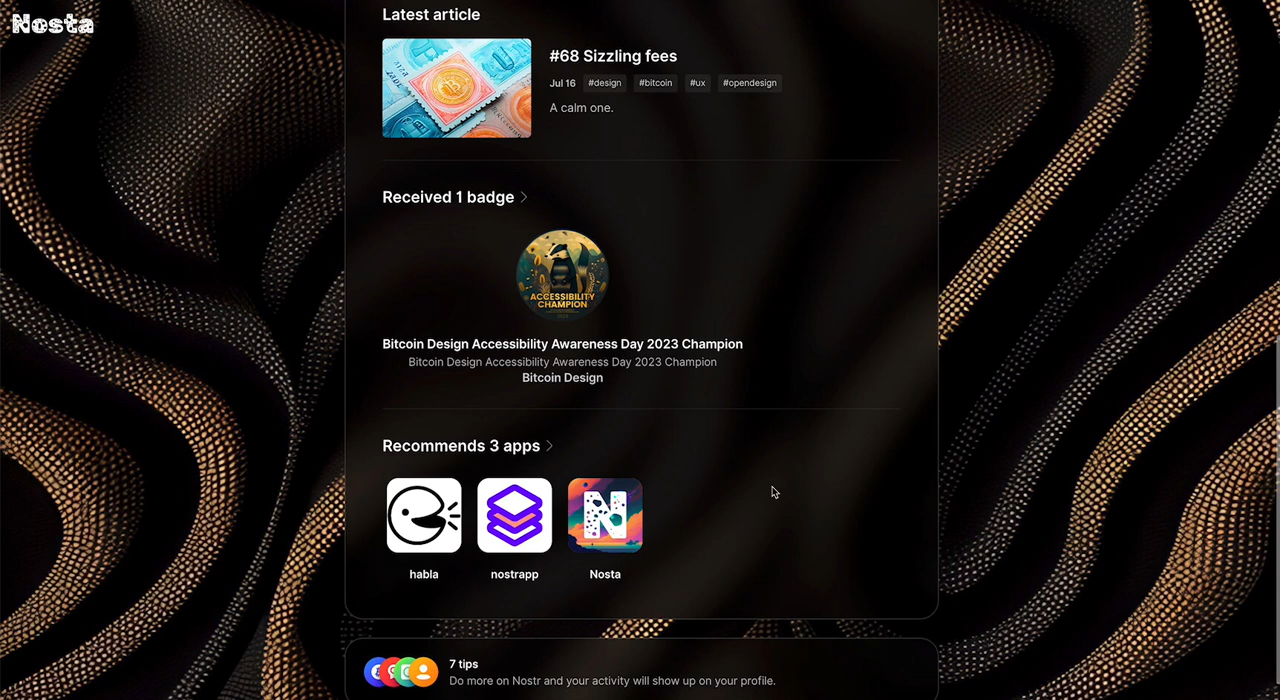 Nosta
Latest article
#68 Sizzling fees
Jul 16 #design #bitcoin #ux #opendesign
A calm one.
Received 1 badge
ACCESSIBILITY
CHAMPION
Bitcoin Design Accessibility Awareness Day 2023 Champion
Bitcoin Design Accessibility Awareness Day 2023 Champion
Bitcoin Design
Recommends 3 apps
N
habla nostrapp Nosta
7 tips
Do more on Nostr and your activity will show up on your profile.